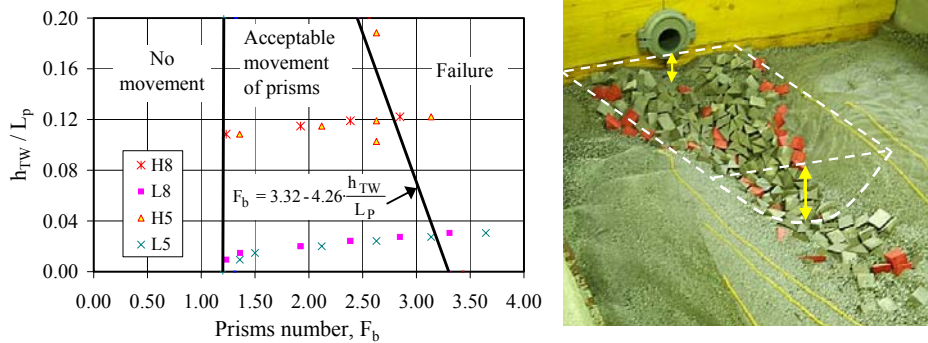 0.20
0.16
0.12
0.08
0.04
0.00
h_TW / L_p
No
movement
Acceptable
movement
of prisms
Failure
H8
L8
H5
L5
F_b = 3.32 - 4.26·h_TW/L_P
0.00 0.50 1.00 1.50 2.00 2.50 3.00 3.50 4.00
Prisms number, F_b